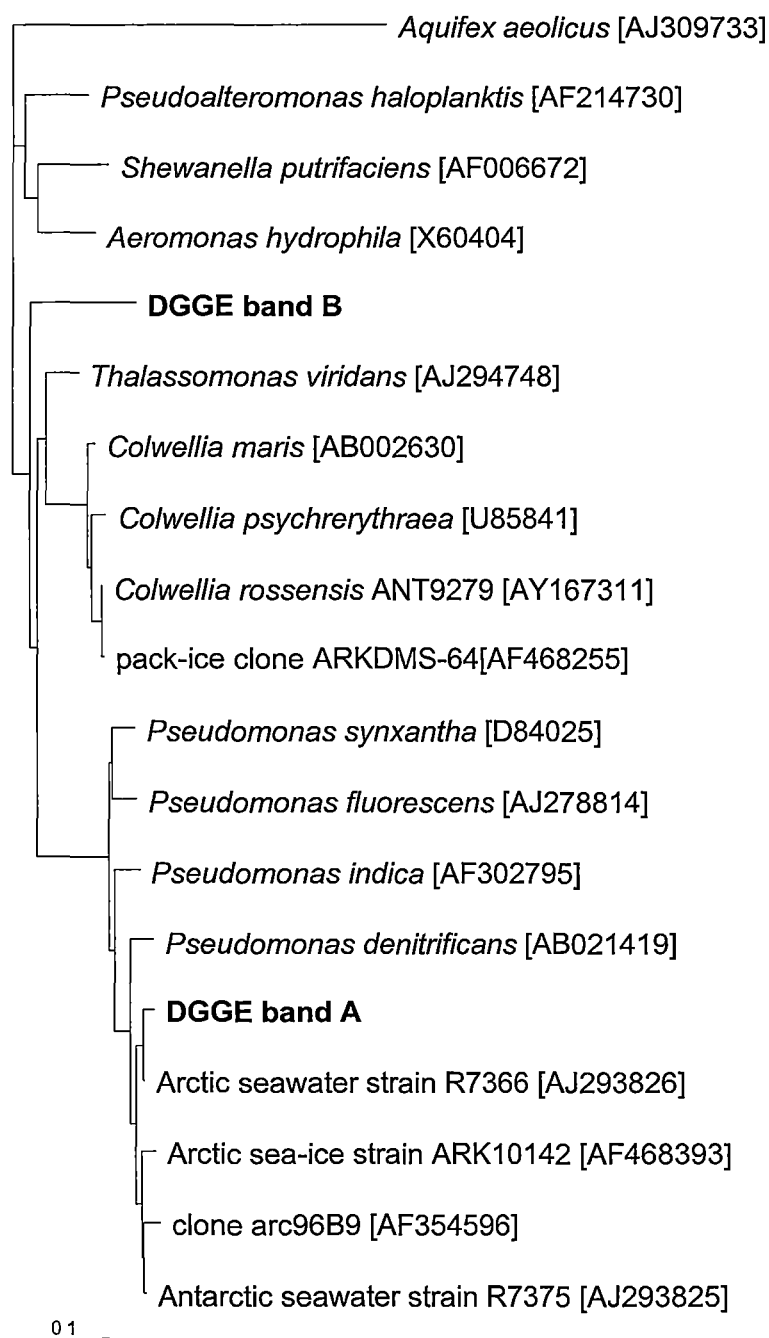 Aquifex aeolicus [AJ309733]
Pseudoalteromonas haloplanktis [AF214730]
Shewanella putrifaciens [AF006672]
Aeromonas hydrophila [X60404]
DGGE band B
Thalassomonas viridans [AJ294748]
Colwellia maris [AB002630]
Colwellia psychrerythraea [U85841]
Colwellia rossensis ANT9279 [AY167311]
pack-ice clone ARKDMS-64[AF468255]
Pseudomonas synxantha [D84025]
Pseudomonas fluorescens [AJ278814]
Pseudomonas indica [AF302795]
Pseudomonas denitrificans [AB021419]
DGGE band A
Arctic seawater strain R7366 [AJ293826]
Arctic sea-ice strain ARK10142 [AF468393]
clone arc96B9 [AF354596]
Antarctic seawater strain R7375 [AJ293825]
0 1